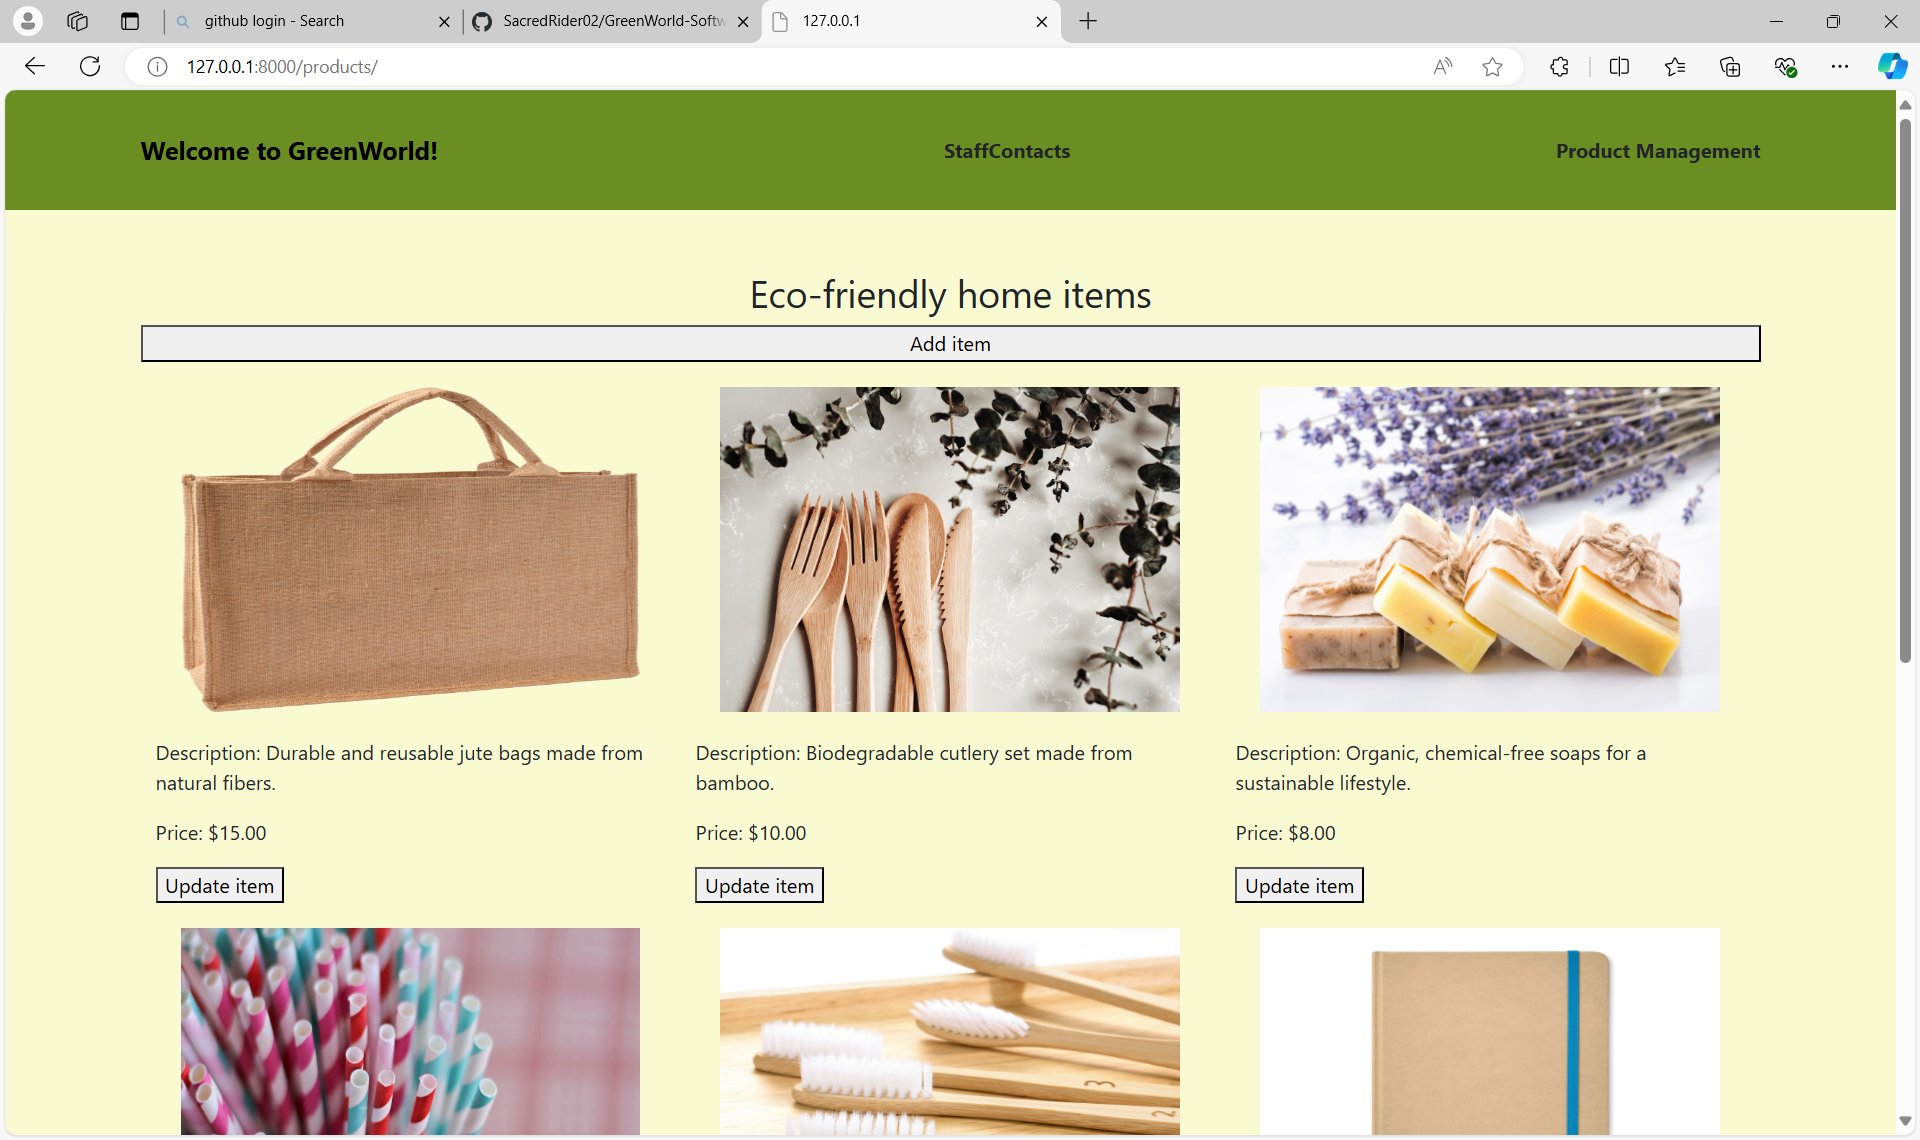 github login - Search
SacredRider02/GreenWorld-Softw
127.0.0.1
127.0.0.1:8000/products/
Welcome to GreenWorld!
StaffContacts
Product Management
Eco-friendly home items
Add item
Description: Durable and reusable jute bags made from
natural fibers.
Price: $15.00
Update item
Description: Biodegradable cutlery set made from
bamboo.
Price: $10.00
Update item
Description: Organic, chemical-free soaps for a
sustainable lifestyle.
Price: $8.00
Update item
3
2